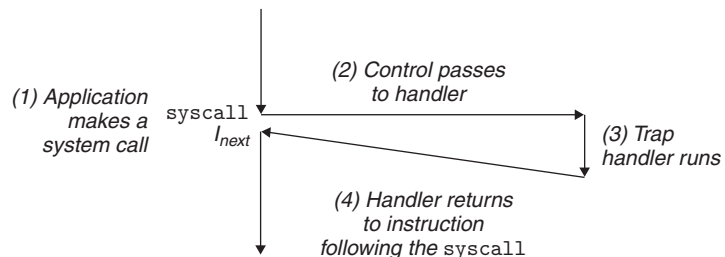 (1) Application
makes a
system call
syscall
Inext
(2) Control passes
to handler
(3) Trap
handler runs
(4) Handler returns
to instruction
following the syscall